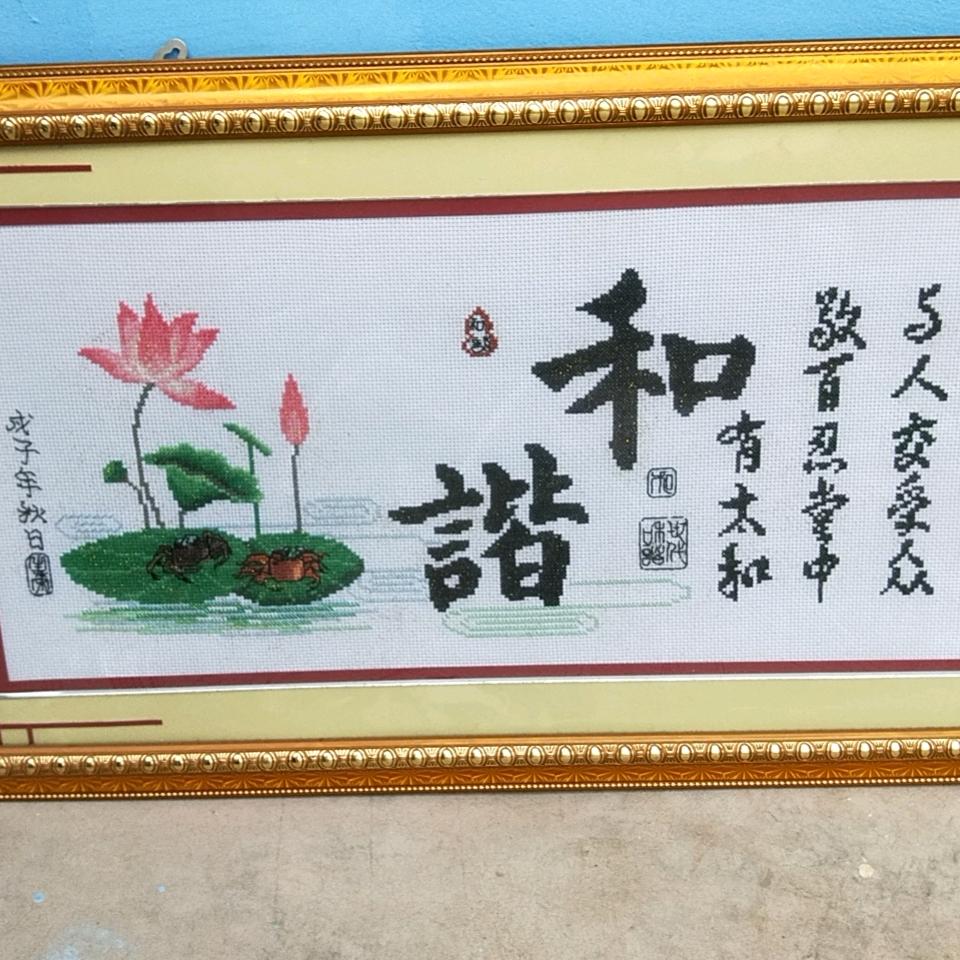 与人交受众
敬百忍堂中
有太和
和諧
戊子年秋日